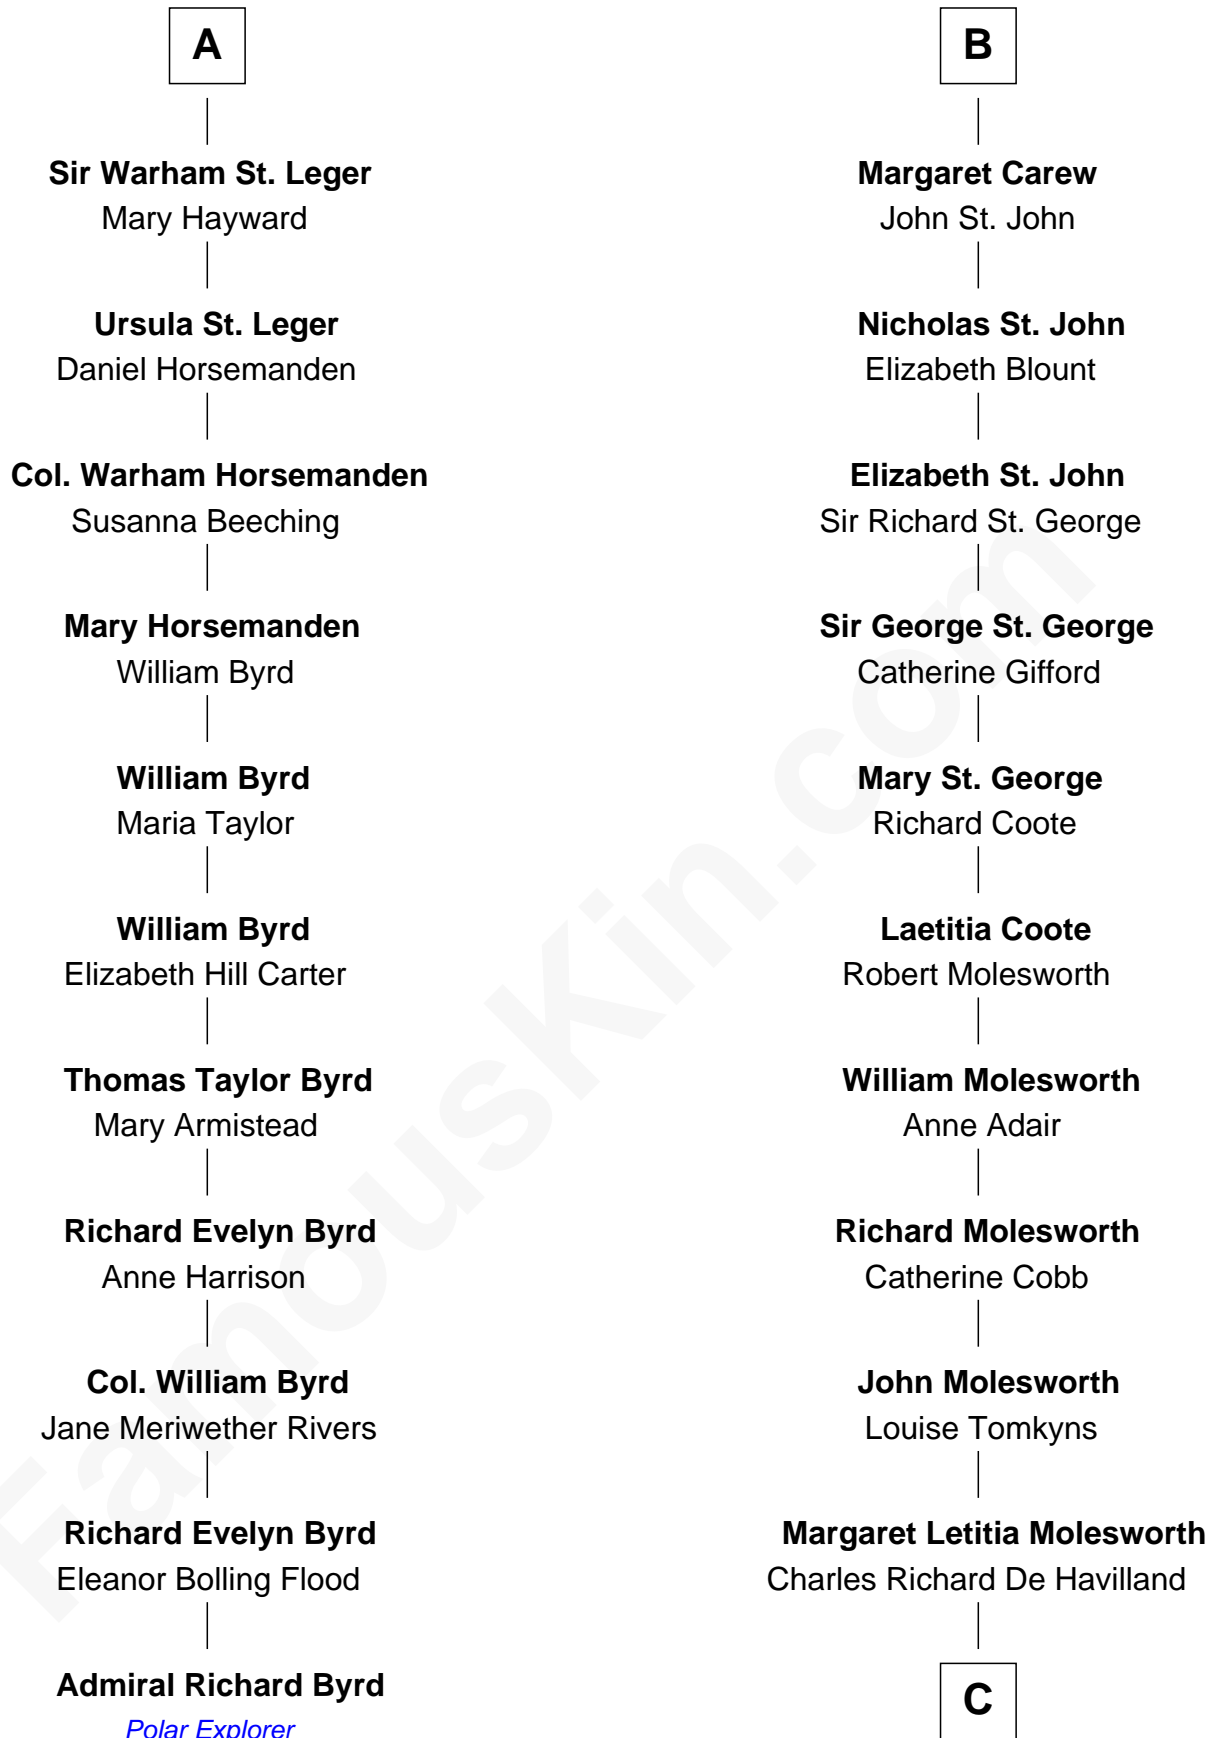 A
Sir Warham St. Leger
Mary Hayward
Ursula St. Leger
Daniel Horsemanden
Col. Warham Horsemanden
Susanna Beeching
Mary Horsemanden
William Byrd
William Byrd
Maria Taylor
William Byrd
Elizabeth Hill Carter
Thomas Taylor Byrd
Mary Armistead
Richard Evelyn Byrd
Anne Harrison
Col. William Byrd
Jane Meriwether Rivers
Richard Evelyn Byrd
Eleanor Bolling Flood
Admiral Richard Byrd
Polar Explorer
B
Margaret Carew
John St. John
Nicholas St. John
Elizabeth Blount
Elizabeth St. John
Sir Richard St. George
Sir George St. George
Catherine Gifford
Mary St. George
Richard Coote
Laetitia Coote
Robert Molesworth
William Molesworth
Anne Adair
Richard Molesworth
Catherine Cobb
John Molesworth
Louise Tomkyns
Margaret Letitia Molesworth
Charles Richard De Havilland
C
FamousKin.com